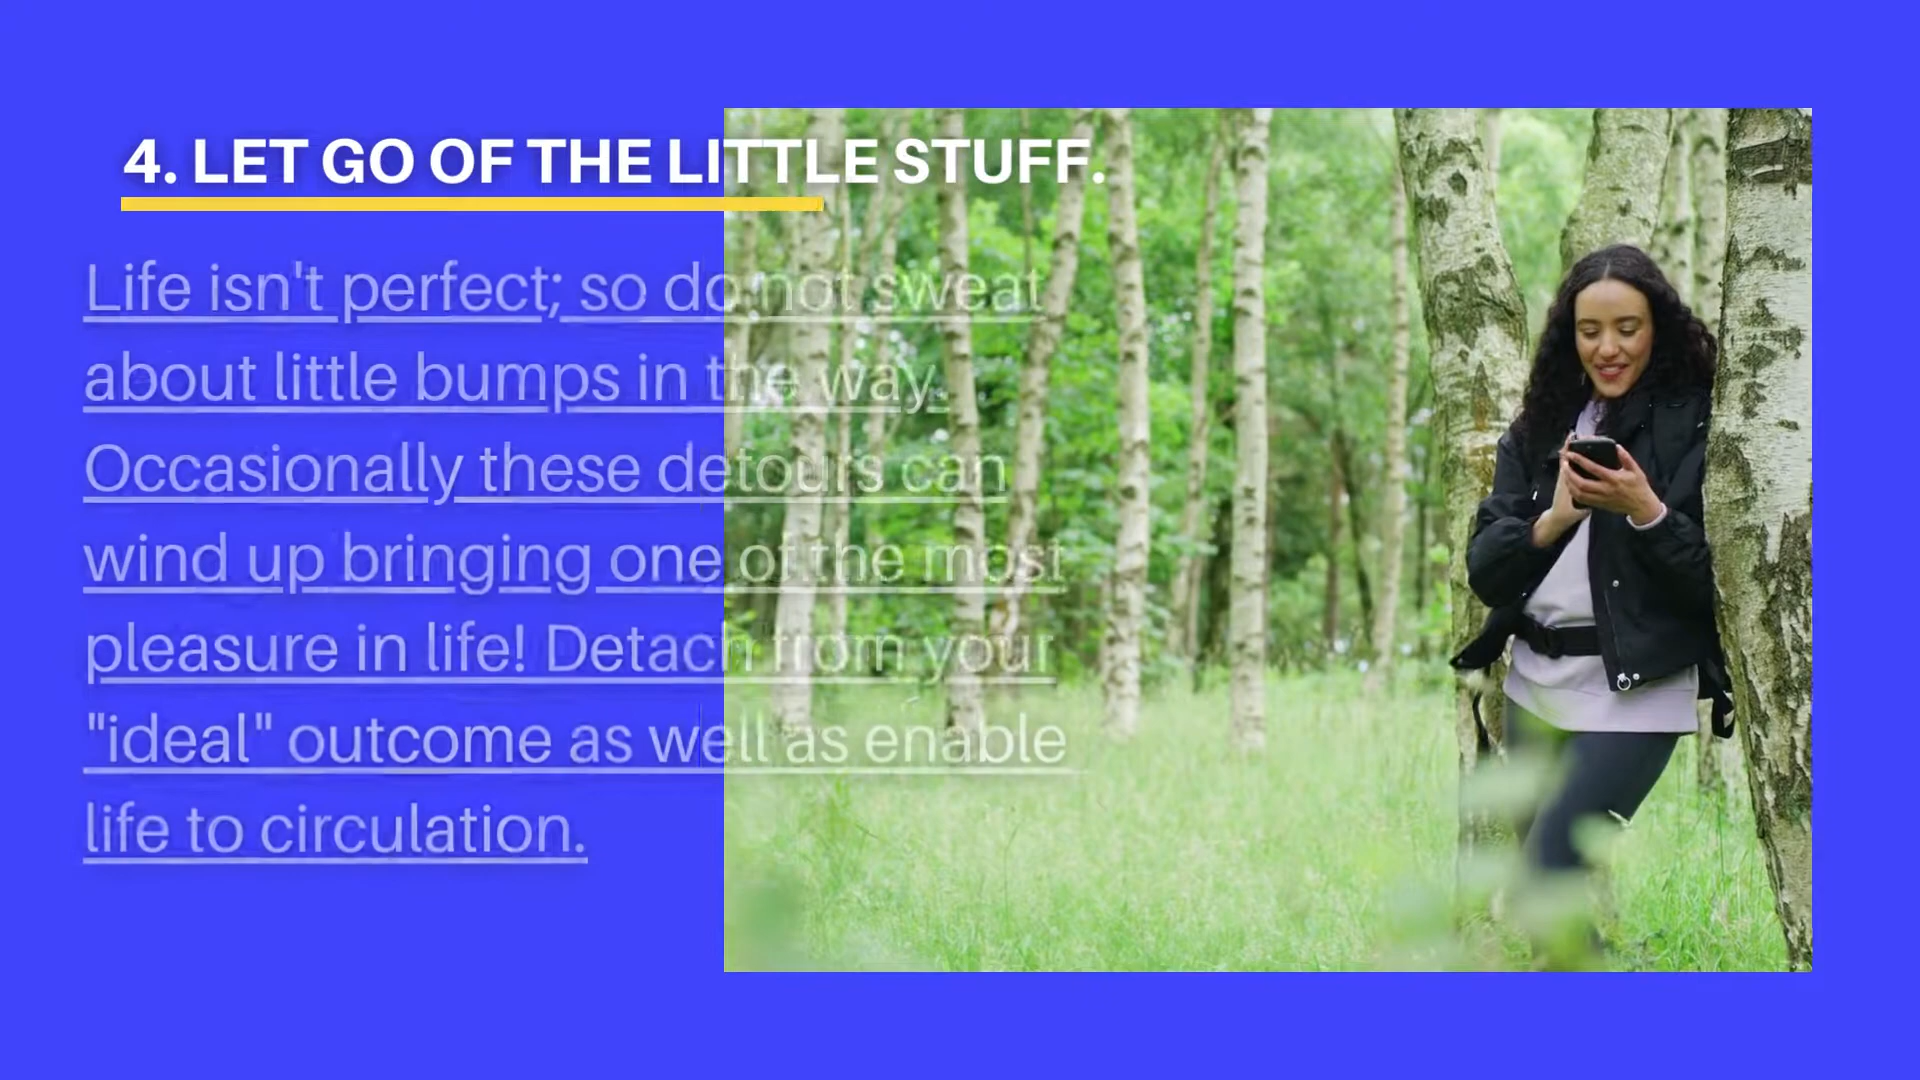 4. LET GO OF THE LITTLE STUFF.
Life isn't perfect; so do not sweat
about little bumps in the way.
Occasionally these detours can
wind up bringing one of the most
pleasure in life! Detach from your
"ideal" outcome as well as enable
life to circulation.